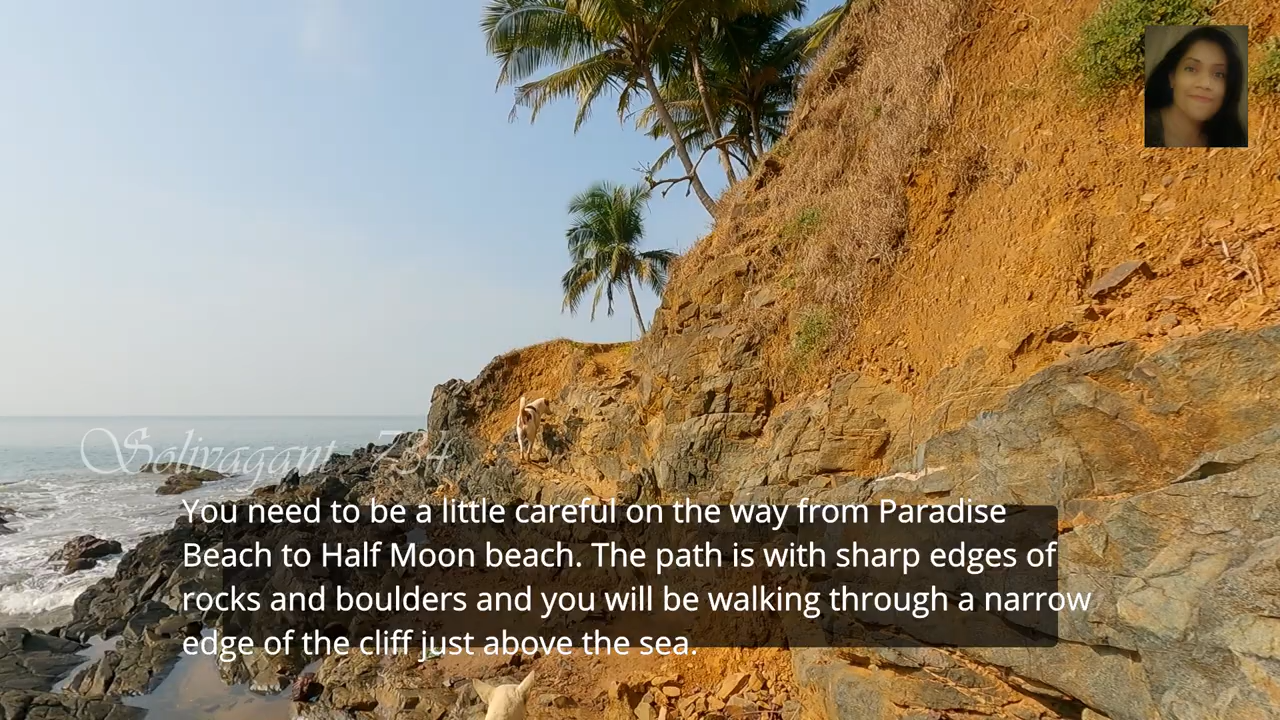 Solivagant_734
You need to be a little careful on the way from Paradise
Beach to Half Moon beach. The path is with sharp edges of
rocks and boulders and you will be walking through a narrow
edge of the cliff just above the sea.